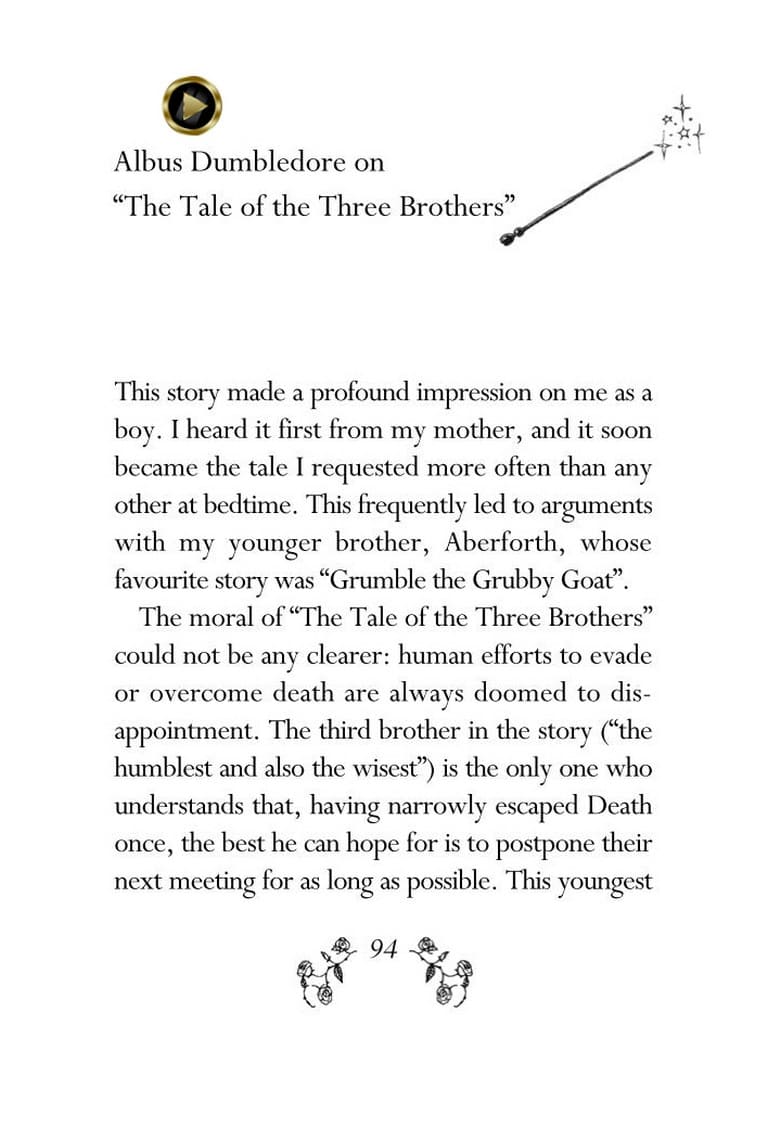 Albus Dumbledore on
“The Tale of the Three Brothers”
This story made a profound impression on me as a
boy. I heard it first from my mother, and it soon
became the tale I requested more often than any
other at bedtime. This frequently led to arguments
with my younger brother, Aberforth, whose
favourite story was “Grumble the Grubby Goat”.
The moral of “The Tale of the Three Brothers”
could not be any clearer: human efforts to evade
or overcome death are always doomed to dis-
appointment. The third brother in the story (“the
humblest and also the wisest”) is the only one who
understands that, having narrowly escaped Death
once, the best he can hope for is to postpone their
next meeting for as long as possible. This youngest
94